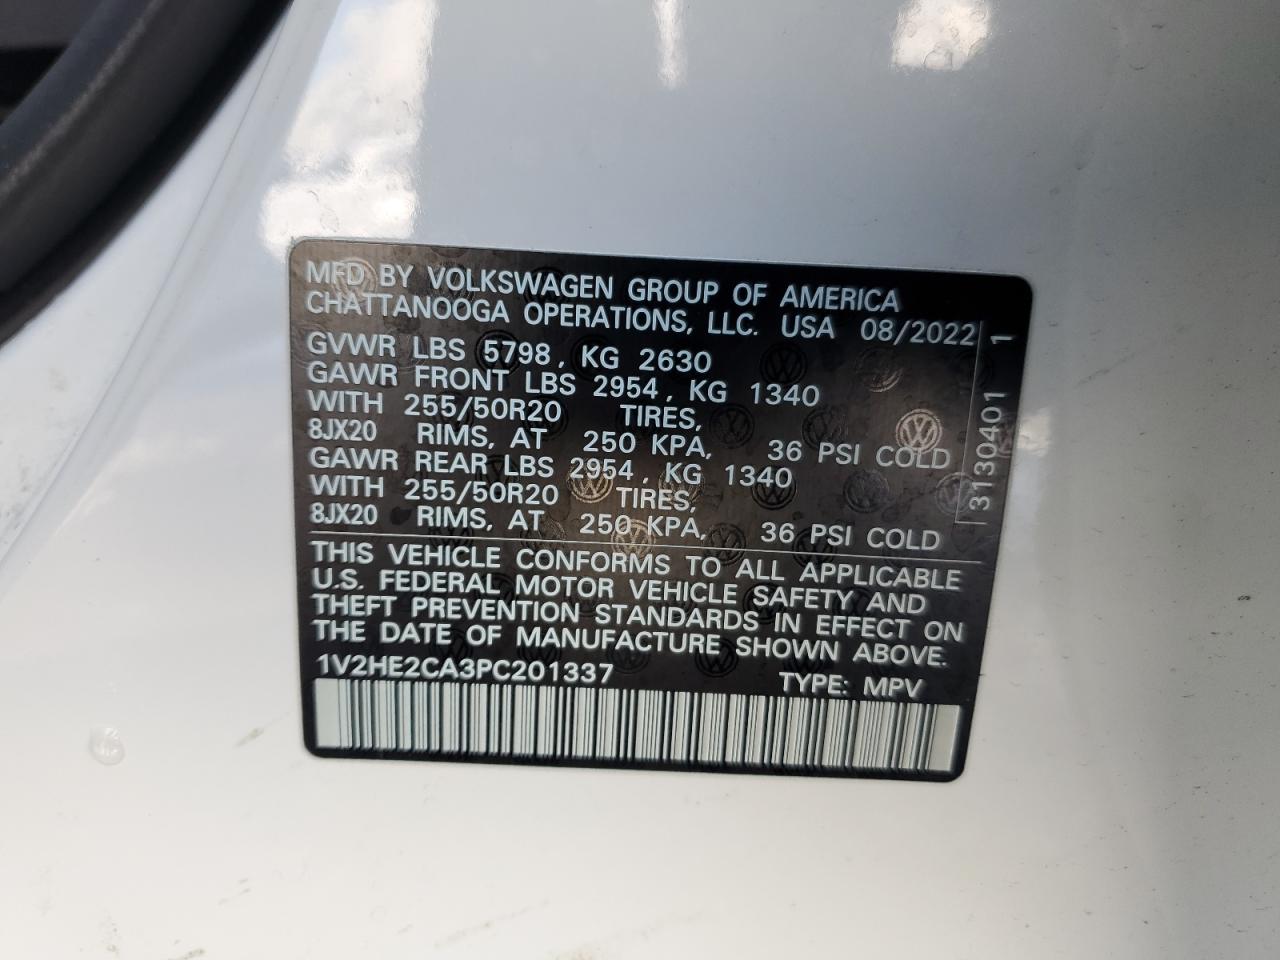 MFD BY VOLKSWAGEN GROUP OF AMERICA
CHATTANOOGA OPERATIONS, LLC. USA 08/2022
GVWR LBS 5798, KG 2630
GAWR FRONT LBS 2954, KG 1340
WITH 255/50R20 TIRES,
8JX20 RIMS, AT 250 KPA, 36 PSI COLD
GAWR REAR LBS 2954, KG 1340
WITH 255/50R20 TIRES,
8JX20 RIMS, AT 250 KPA, 36 PSI COLD
THIS VEHICLE CONFORMS TO ALL APPLICABLE
U.S. FEDERAL MOTOR VEHICLE SAFETY AND
THEFT PREVENTION STANDARDS IN EFFECT ON
THE DATE OF MANUFACTURE SHOWN ABOVE.
1V2HE2CA3PC201337 TYPE: MPV
3130401 1